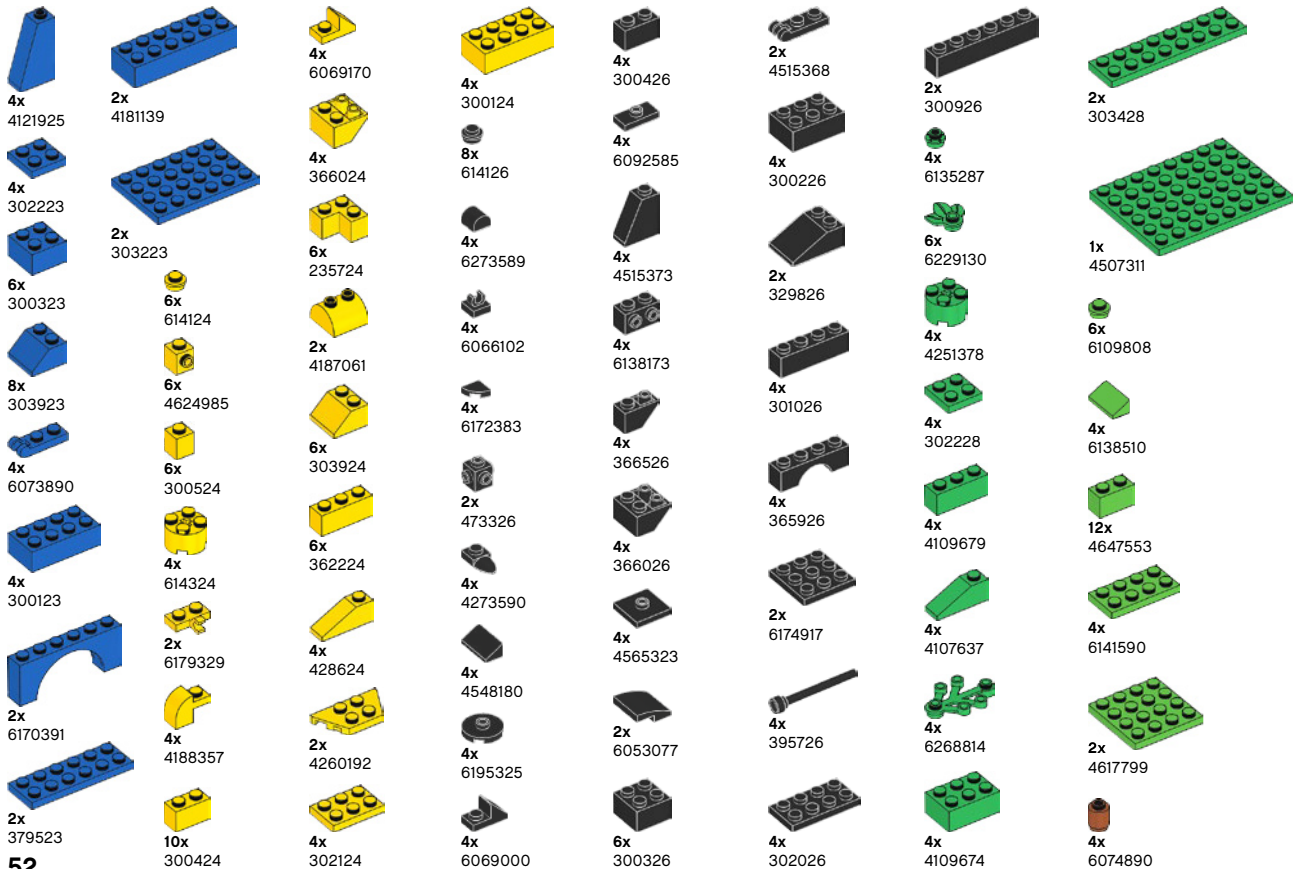 4x
4121925
4x
302223
6x
300323
8x
303923
4x
6073890
4x
300123
2x
6170391
2x
379523
52
2x
4181139
2x
303223
6x
614124
6x
4624985
6x
300524
4x
614324
2x
6179329
4x
4188357
10x
300424
4x
6069170
4x
366024
6x
235724
2x
4187061
6x
303924
6x
362224
4x
428624
2x
4260192
4x
302124
4x
300124
8x
614126
4x
6273589
4x
6066102
4x
6172383
2x
473326
4x
4273590
4x
4548180
4x
6195325
4x
6069000
4x
300426
4x
6092585
4x
4515373
4x
6138173
4x
366526
4x
366026
4x
4565323
2x
6053077
6x
300326
2x
4515368
4x
300226
2x
329826
4x
301026
4x
365926
2x
6174917
4x
395726
4x
302026
2x
300926
4x
6135287
6x
6229130
4x
4251378
4x
302228
4x
4109679
4x
4107637
4x
6268814
4x
4109674
2x
303428
1x
4507311
6x
6109808
4x
6138510
12x
4647553
4x
6141590
2x
4617799
4x
6074890